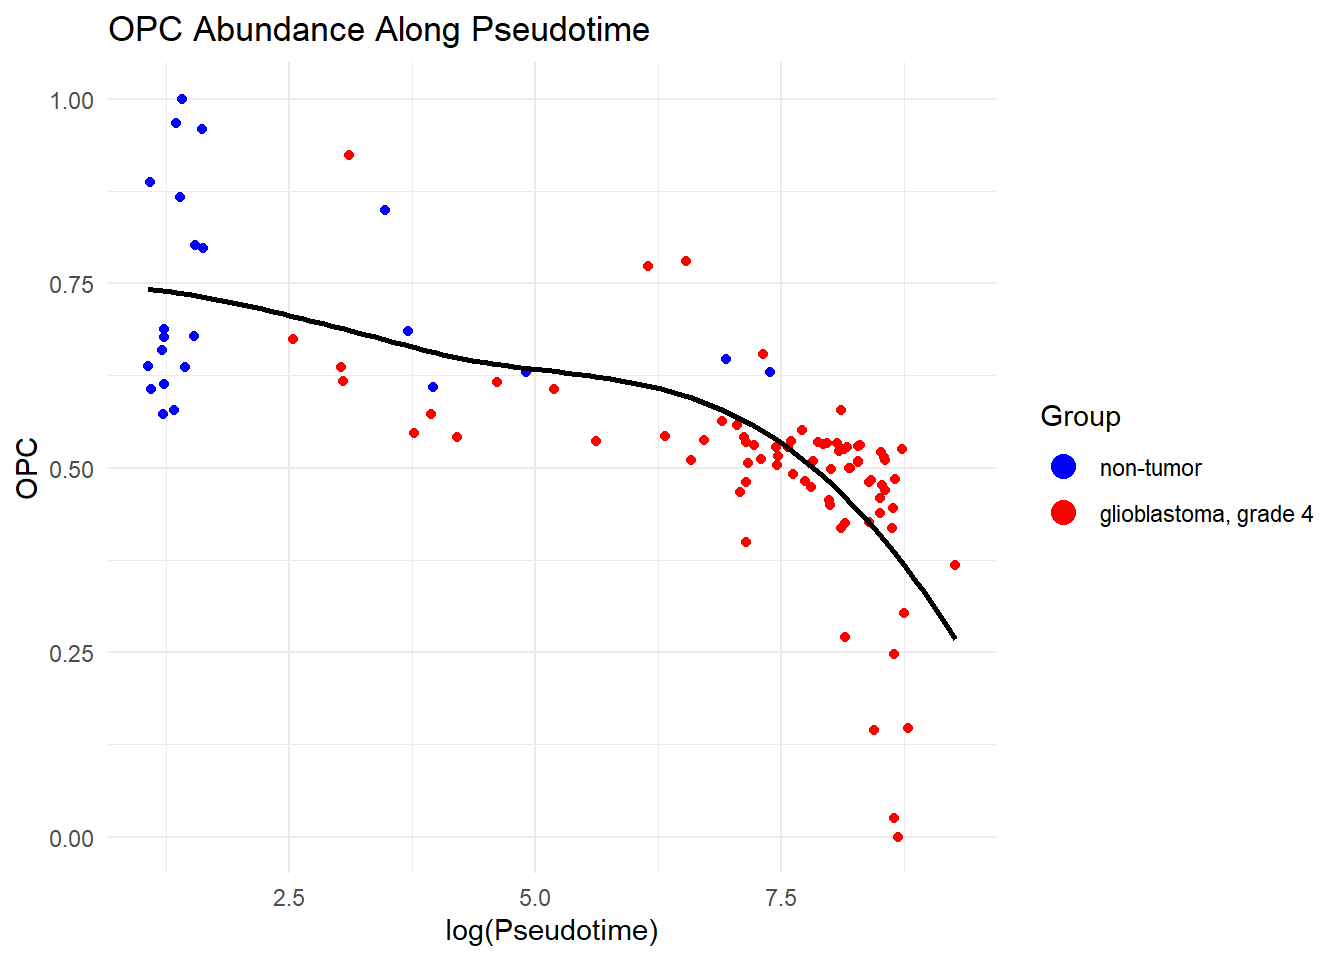 OPC Abundance Along Pseudotime
1.00
0.75
0.50
0.25
0.00
OPC
2.5 5.0 7.5
log(Pseudotime)
Group
non-tumor
glioblastoma, grade 4